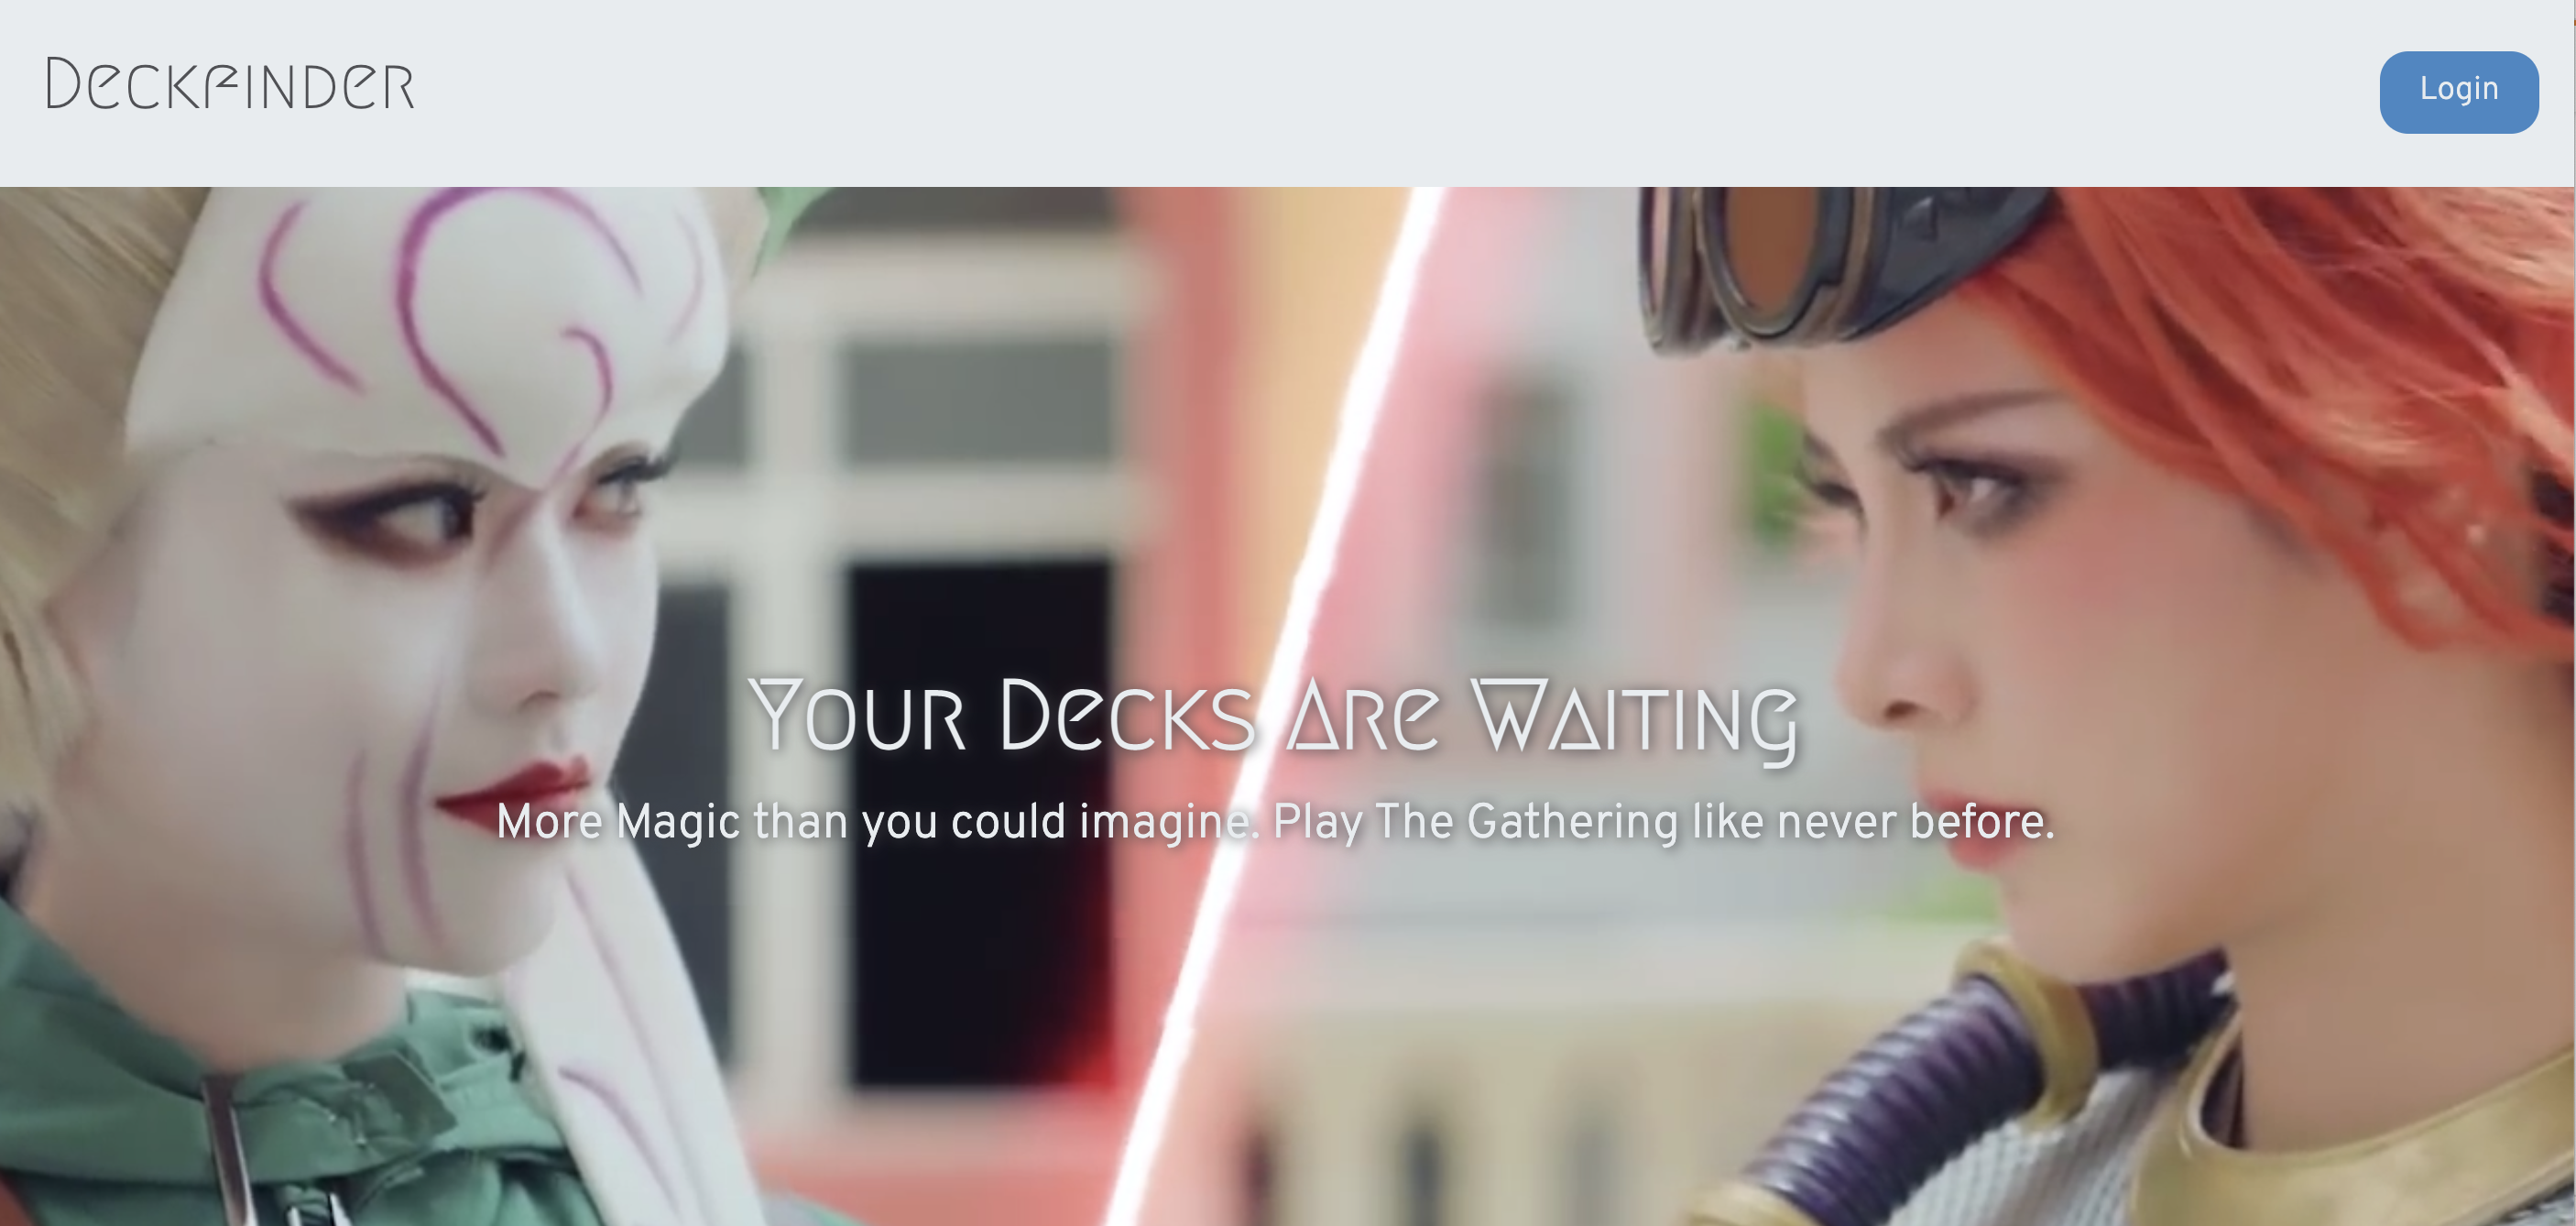 Deckfinder
Login
Your Decks Are Waiting
More Magic than you could imagine. Play The Gathering like never before.